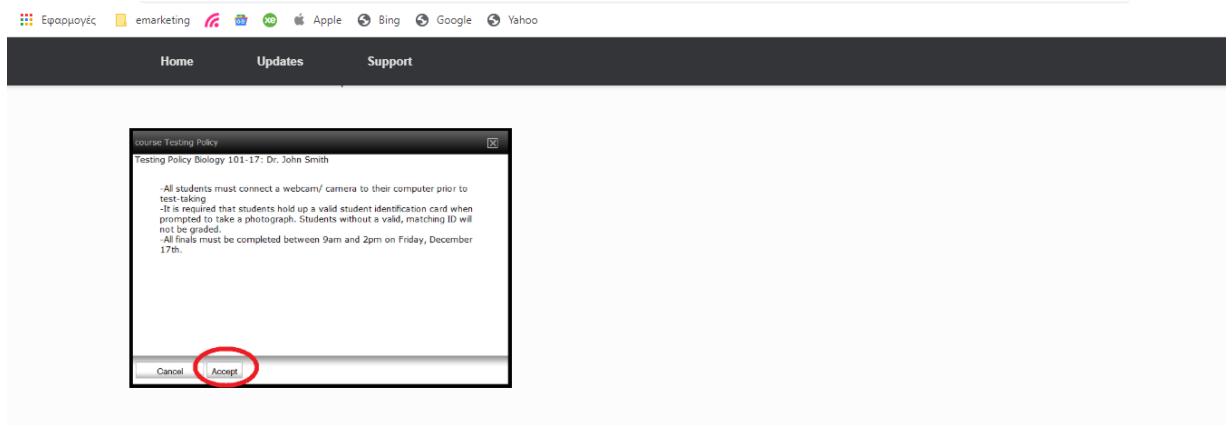 Εφαρμογές emarketing xe Apple Bing Google Yahoo
Home Updates Support
course Testing Policy
Testing Policy Biology 101-17: Dr. John Smith
-All students must connect a webcam/ camera to their computer prior to
test-taking
-It is required that students hold up a valid student identification card when
prompted to take a photograph. Students without a valid, matching ID will
not be graded.
-All finals must be completed between 9am and 2pm on Friday, December
17th.
Cancel Accept